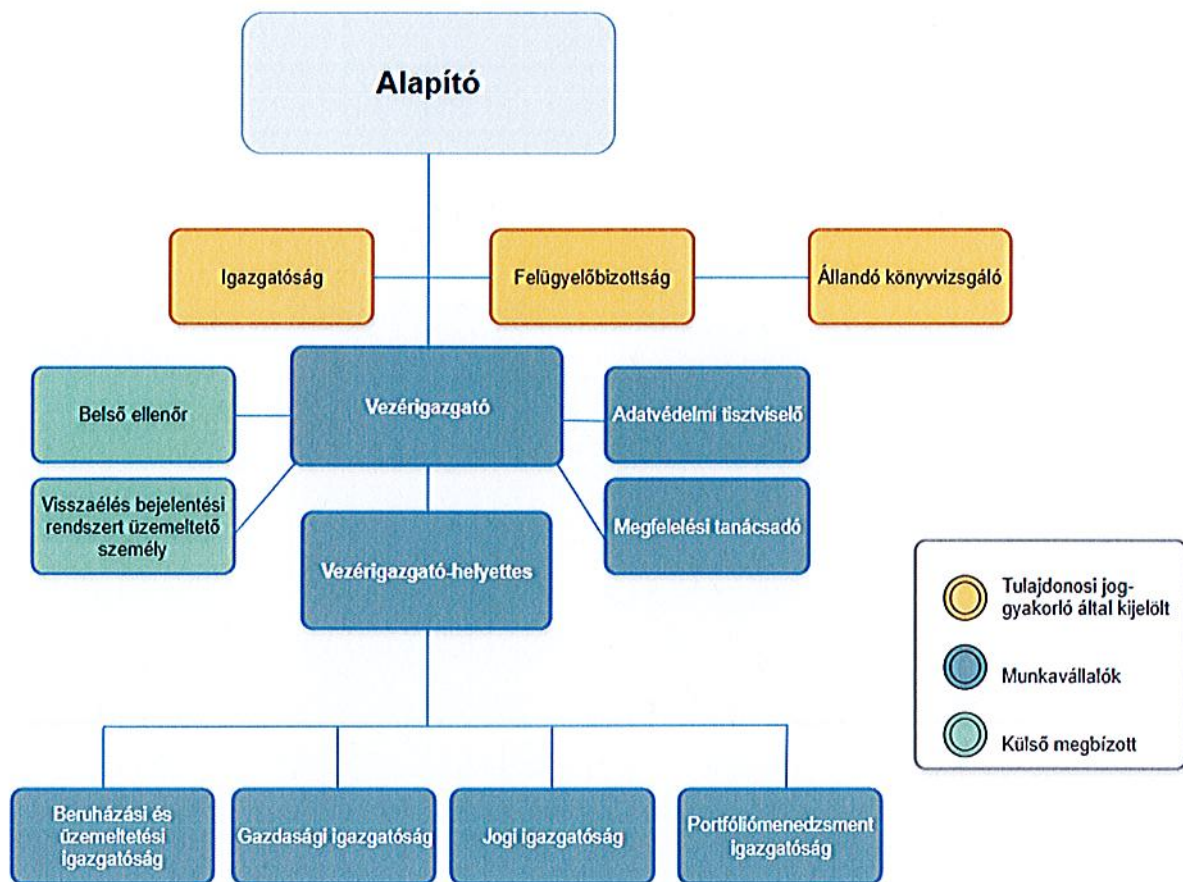 Alapító
Igazgatóság
Felügyelőbizottság
Állandó könyvvizsgáló
Belső ellenőr
Vezérigazgató
Adatvédelmi tisztviselő
Visszaélés bejelentési
rendszert üzemeltető
személy
Vezérigazgató-helyettes
Megfelelési tanácsadó
Tulajdonosi jog-
gyakorló által kijelölt
Munkavállalók
Külső megbízott
Beruházási és
üzemeltetési
igazgatóság
Gazdasági igazgatóság
Jogi igazgatóság
Portfóliómenedzsment
igazgatóság